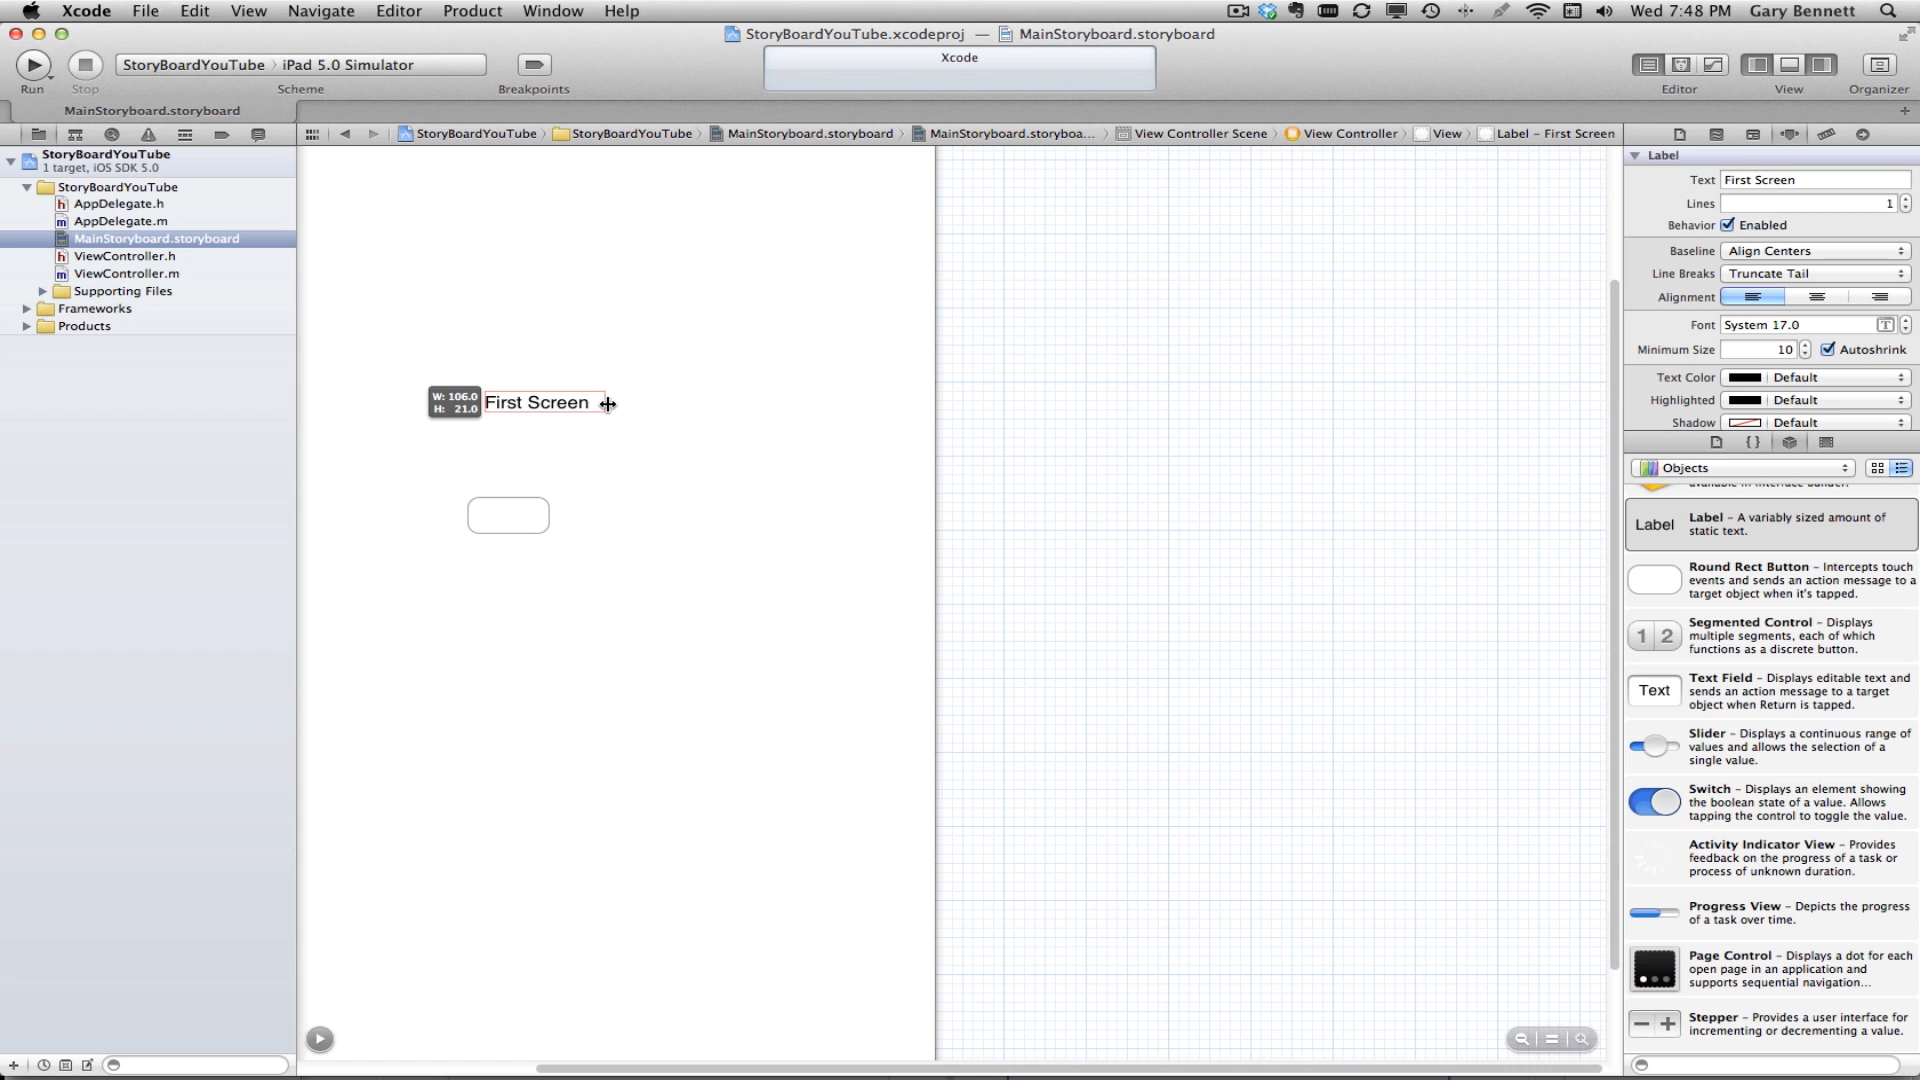 Xcode File Edit View Navigate Editor Product Window Help Wed 7:48 PM Gary Bennett
StoryBoardYouTube.xcodeproj — MainStoryboard.storyboard
StoryBoardYouTube iPad 5.0 Simulator
Xcode
Run Stop Scheme Breakpoints Editor View Organizer
MainStoryboard.storyboard
StoryBoardYouTube StoryBoardYouTube MainStoryboard.storyboard MainStoryboard.storyboa... View Controller Scene View Controller View Label – First Screen
StoryBoardYouTube
1 target, iOS SDK 5.0
StoryBoardYouTube
h AppDelegate.h
m AppDelegate.m
MainStoryboard.storyboard
h ViewController.h
m ViewController.m
Supporting Files
Frameworks
Products
W: 106.0
H: 21.0
First Screen
Label
Text First Screen
Lines 1
Behavior Enabled
Baseline Align Centers
Line Breaks Truncate Tail
Alignment
Font System 17.0 T
Minimum Size 10 Autoshrink
Text Color Default
Highlighted Default
Shadow Default
{}
Objects
available in Interface Builder.
Label Label – A variably sized amount of
static text.
Round Rect Button – Intercepts touch
events and sends an action message to a
target object when it's tapped.
1 2 Segmented Control – Displays
multiple segments, each of which
functions as a discrete button.
Text Text Field – Displays editable text and
sends an action message to a target
object when Return is tapped.
Slider – Displays a continuous range of
values and allows the selection of a
single value.
Switch – Displays an element showing
the boolean state of a value. Allows
tapping the control to toggle the value.
Activity Indicator View – Provides
feedback on the progress of a task or
process of unknown duration.
Progress View – Depicts the progress
of a task over time.
Page Control – Displays a dot for each
open page in an application and
supports sequential navigation...
Stepper – Provides a user interface for
incrementing or decrementing a value.